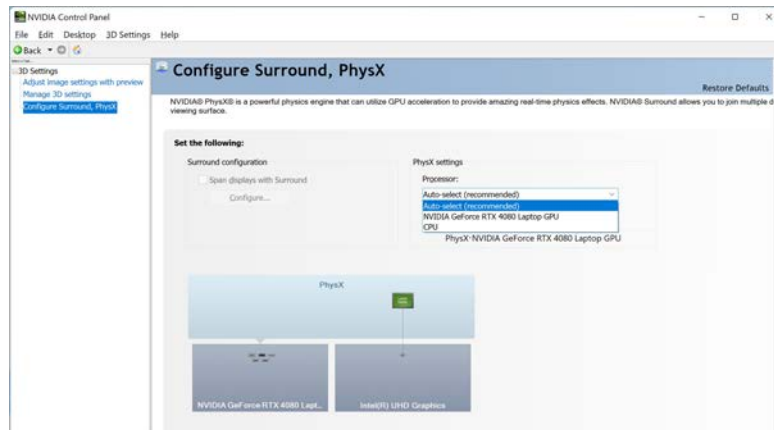 NVIDIA Control Panel
File Edit Desktop 3D Settings Help
Back
3D Settings
Adjust image settings with preview
Manage 3D settings
Configure Surround, PhysX
Configure Surround, PhysX
Restore Defaults
NVIDIA® PhysX® is a powerful physics engine that can utilize GPU acceleration to provide amazing real-time physics effects. NVIDIA® Surround allows you to join multiple d
viewing surface.
Set the following:
Surround configuration
Span displays with Surround
Configure...
PhysX settings
Processor:
Auto-select (recommended)
Auto-select (recommended)
NVIDIA GeForce RTX 4080 Laptop GPU
CPU
PhysX-NVIDIA GeForce RTX 4080 Laptop GPU
PhysX
NVIDIA GeForce RTX 4080 Lapt...
Intel(R) UHD Graphics